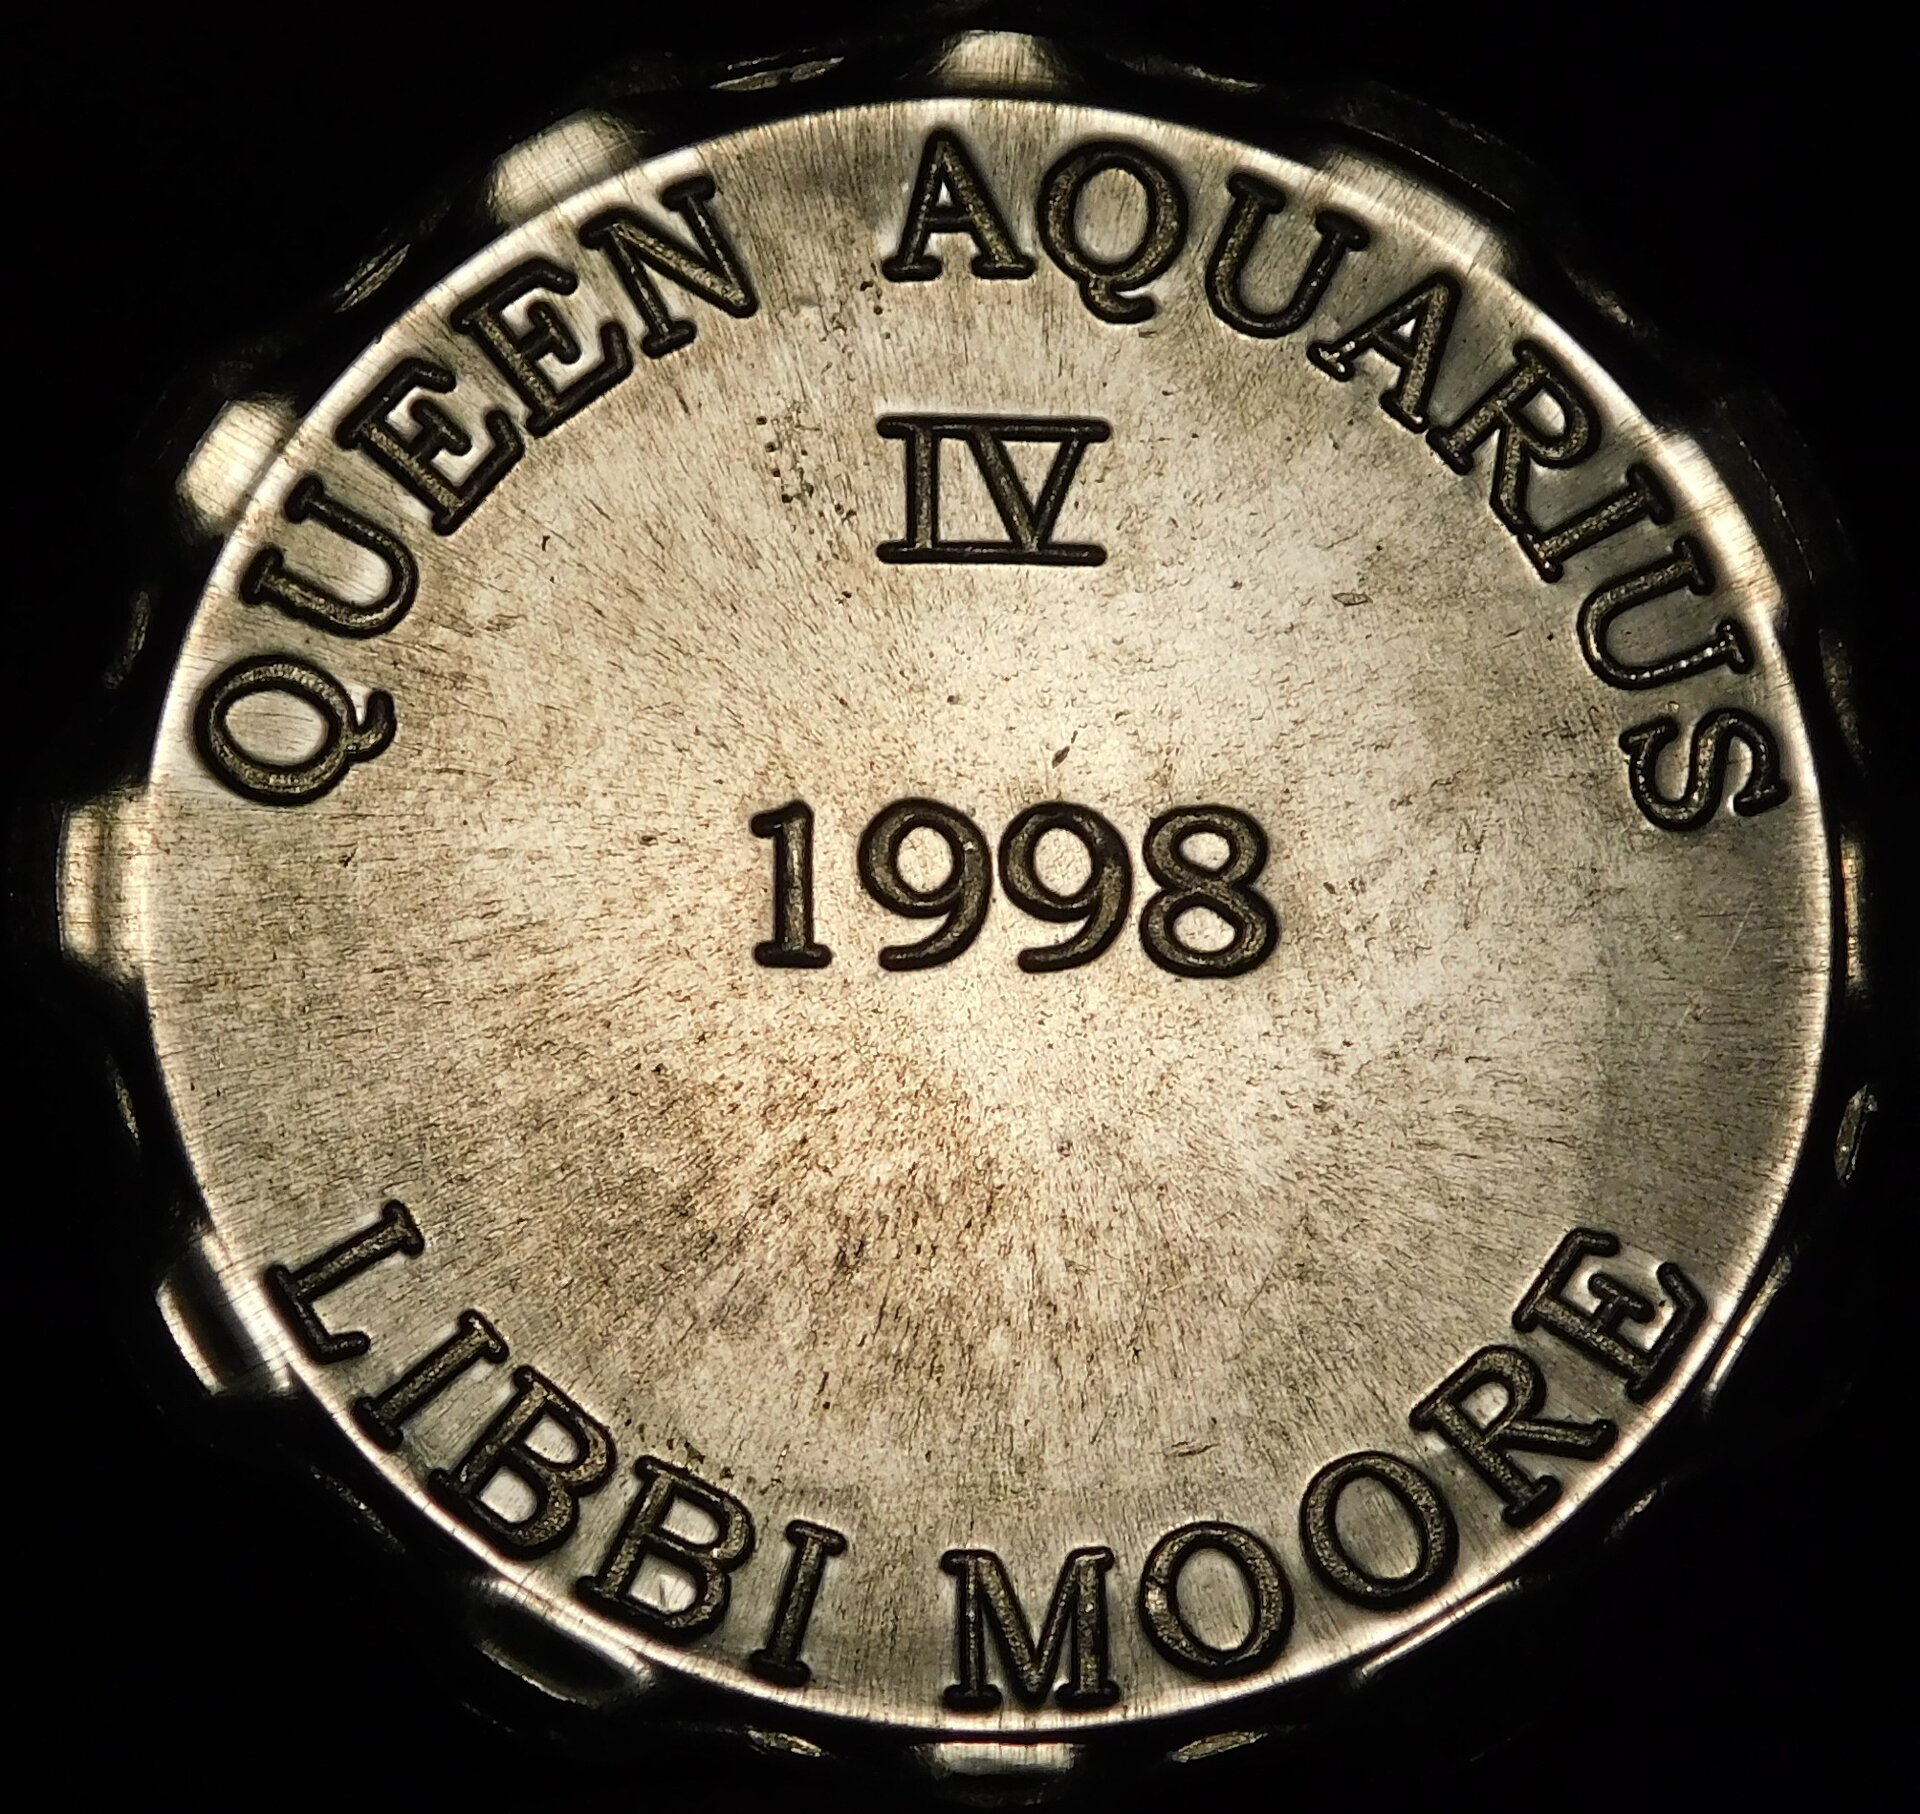 QUEEN AQUARIUS
IV
1998
LIBBI MOORE